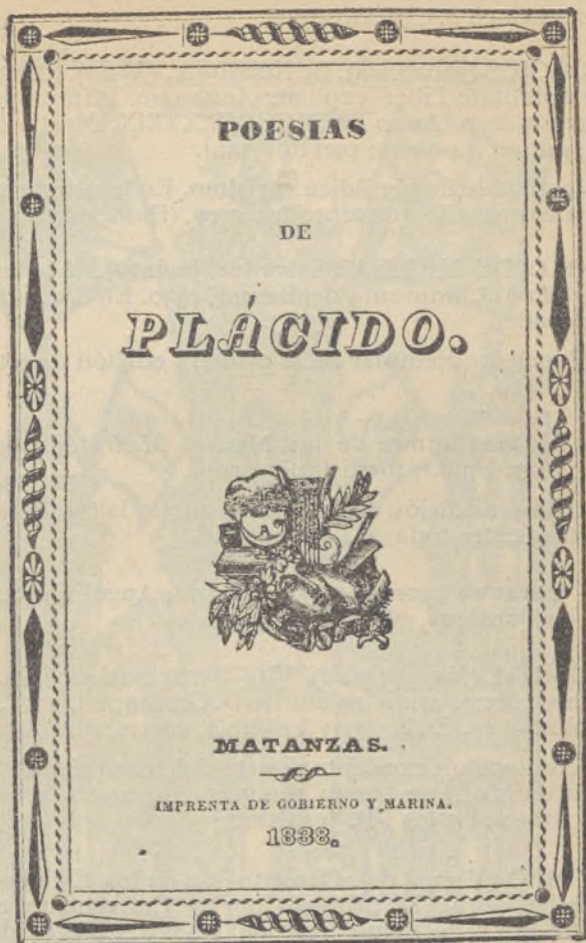 POESIAS
DE
PLÁCIDO.
MATANZAS.
IMPRENTA DE GOBIERNO Y MARINA.
1838.